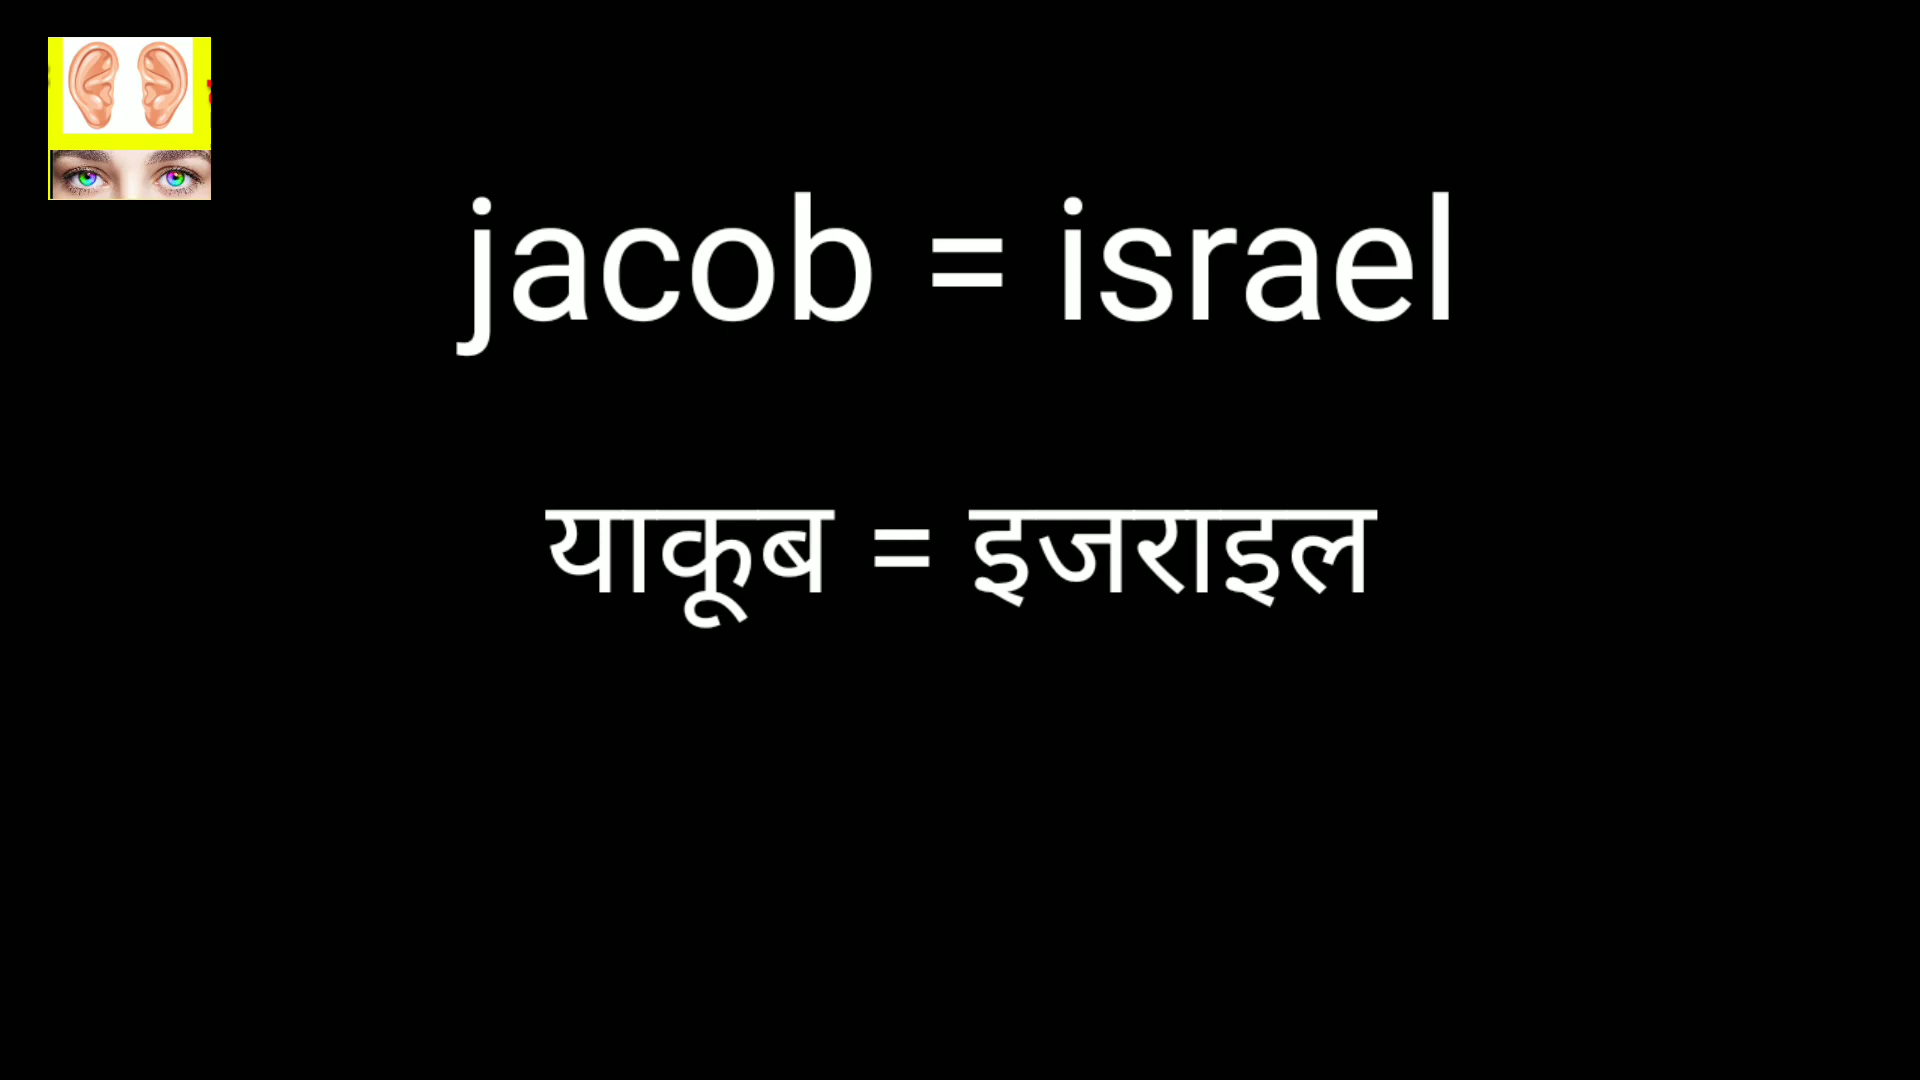 jacob = israel
याकूब = इजराइल